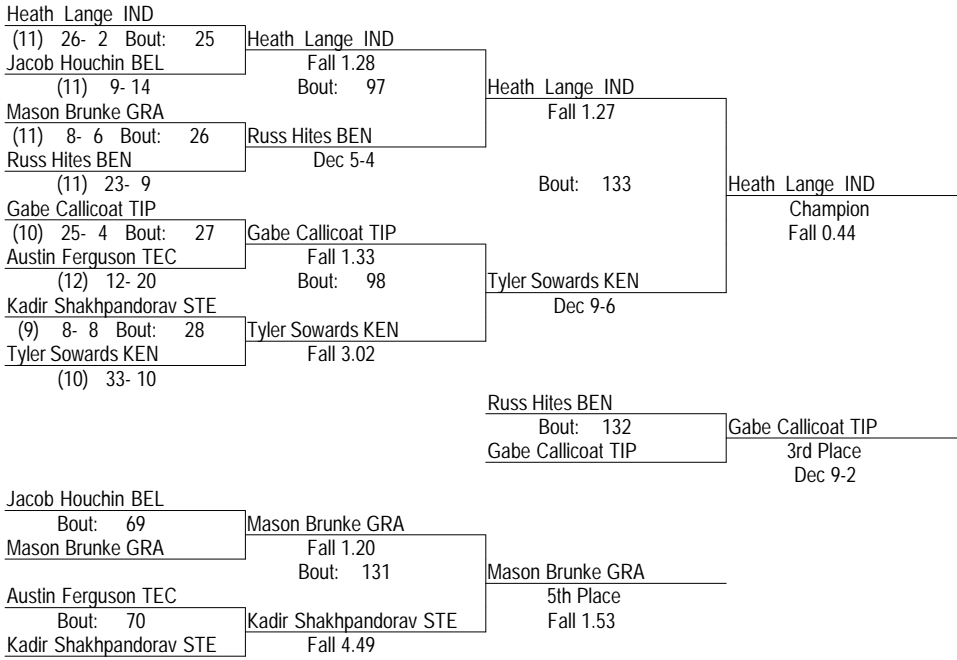 Heath Lange IND
(11) 26- 2 Bout: 25 Heath Lange IND
Jacob Houchin BEL Fall 1.28
(11) 9- 14 Bout: 97 Heath Lange IND
Mason Brunke GRA Fall 1.27
(11) 8- 6 Bout: 26 Russ Hites BEN
Russ Hites BEN Dec 5-4
(11) 23- 9 Bout: 133 Heath Lange IND
Gabe Callicoat TIP Champion
(10) 25- 4 Bout: 27 Gabe Callicoat TIP Fall 0.44
Austin Ferguson TEC Fall 1.33
(12) 12- 20 Bout: 98 Tyler Sowards KEN
Kadir Shakhpandorav STE Dec 9-6
(9) 8- 8 Bout: 28 Tyler Sowards KEN
Tyler Sowards KEN Fall 3.02
(10) 33- 10
Russ Hites BEN
Bout: 132 Gabe Callicoat TIP
Gabe Callicoat TIP 3rd Place
Dec 9-2
Jacob Houchin BEL
Bout: 69 Mason Brunke GRA
Mason Brunke GRA Fall 1.20
Bout: 131 Mason Brunke GRA
Austin Ferguson TEC 5th Place
Bout: 70 Kadir Shakhpandorav STE Fall 1.53
Kadir Shakhpandorav STE Fall 4.49